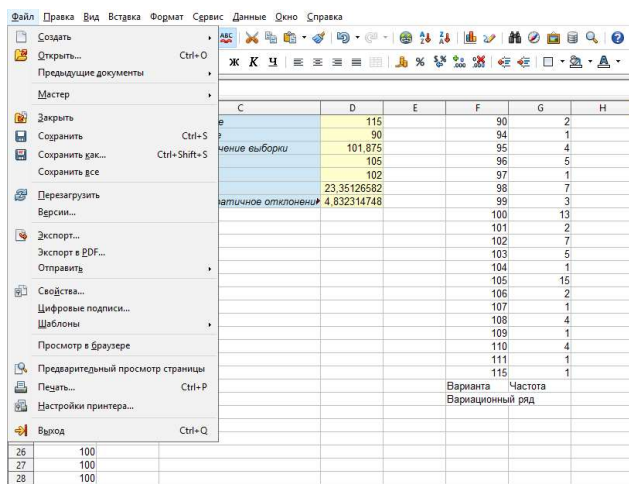 Файл Правка Вид Вставка Формат Сервис Данные Окно Справка
Создать
Открыть... Ctrl+O
Предыдущие документы
Мастер
Закрыть
Сохранить Ctrl+S
Сохранить как... Ctrl+Shift+S
Сохранить все
Перезагрузить
Версии...
Экспорт...
Экспорт в PDF...
Отправить
Свойства...
Цифровые подписи...
Шаблоны
Просмотр в браузере
Предварительный просмотр страницы
Печать... Ctrl+P
Настройки принтера...
Выход Ctrl+Q
ABC
Ж К Ч
C D E F G H
е 115 90 2
90 94 1
чение выборки 101,875 95 4
105 96 5
102 97 1
23,35126582 98 7
атичное отклонени 4,832314748 99 3
100 13
101 2
102 7
103 5
104 1
105 15
106 2
107 1
108 4
109 1
110 4
111 1
115 1
Варианта Частота
Вариационный ряд
26 100
27 100
28 100